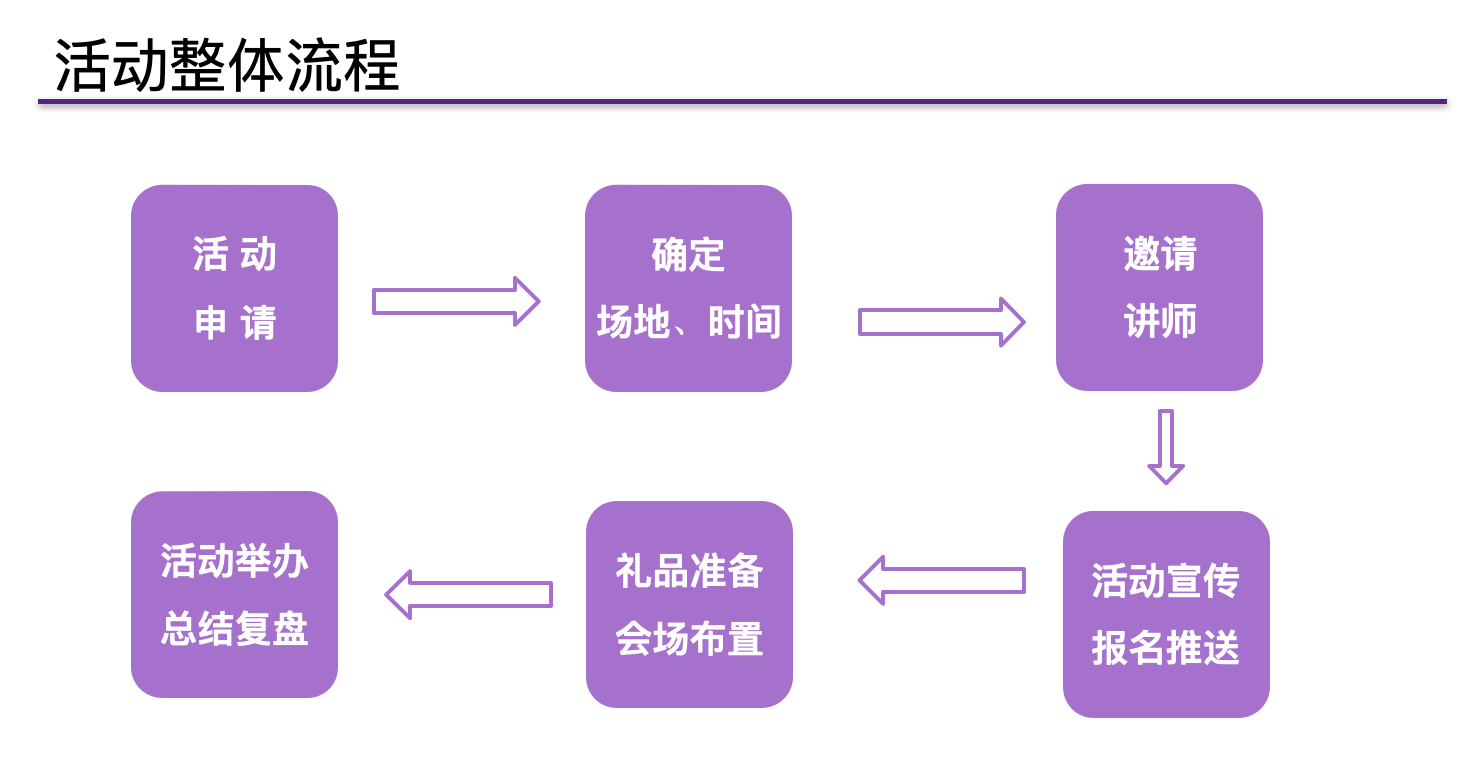 活动整体流程
活 动
申 请
确定
场地、时间
邀请
讲师
活动宣传
报名推送
礼品准备
会场布置
活动举办
总结复盘